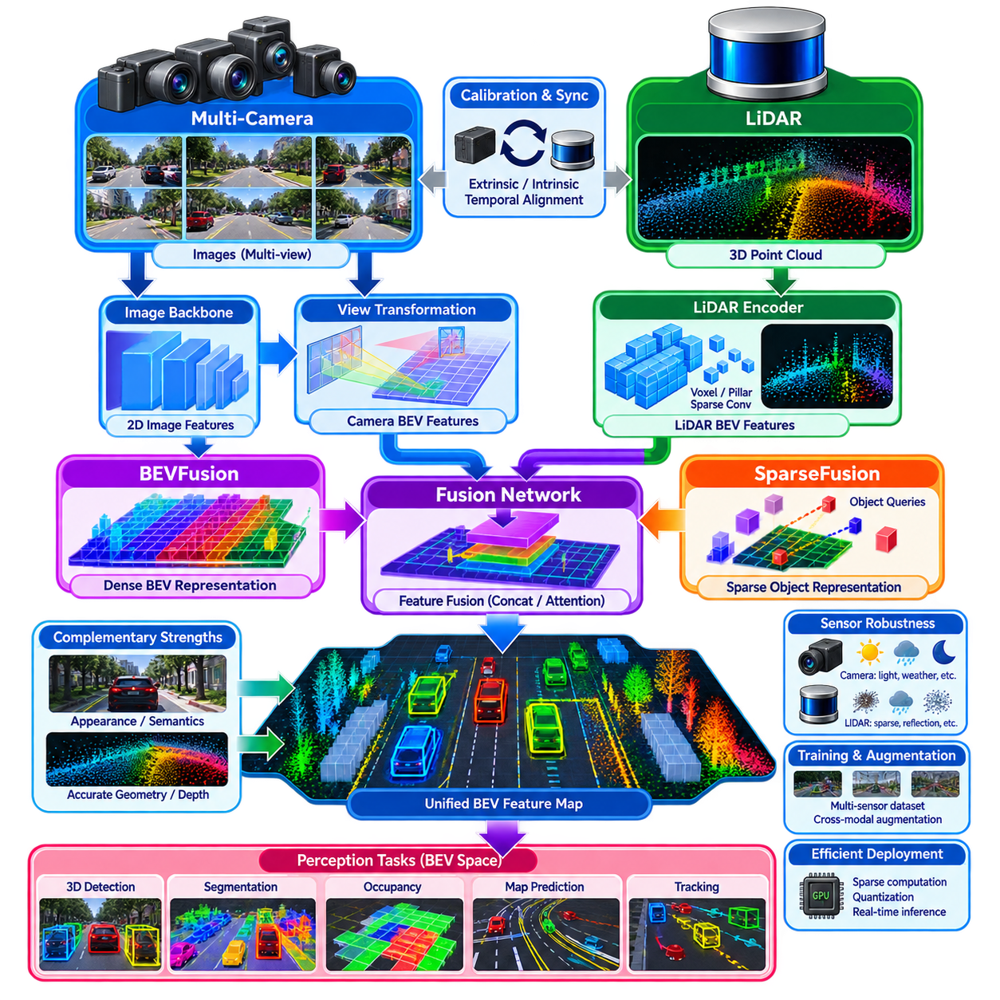 Multi-Camera
Images (Multi-view)
Calibration & Sync
Extrinsic / Intrinsic
Temporal Alignment
LiDAR
3D Point Cloud
Image Backbone
2D Image Features
View Transformation
Camera BEV Features
LiDAR Encoder
Voxel / Pillar
Sparse Conv
LiDAR BEV Features
BEVFusion
Dense BEV Representation
Fusion Network
Feature Fusion (Concat / Attention)
SparseFusion
Object Queries
Sparse Object Representation
Complementary Strengths
Appearance / Semantics
Accurate Geometry / Depth
Unified BEV Feature Map
Sensor Robustness
Camera: light, weather, etc.
LIDAR: sparse, reflection, etc.
Training & Augmentation
Multi-sensor dataset
Cross-modal augmentation
Efficient Deployment
GPU
Sparse computation
Quantization
Real-time inference
Perception Tasks (BEV Space)
3D Detection
Segmentation
Occupancy
Map Prediction
Tracking